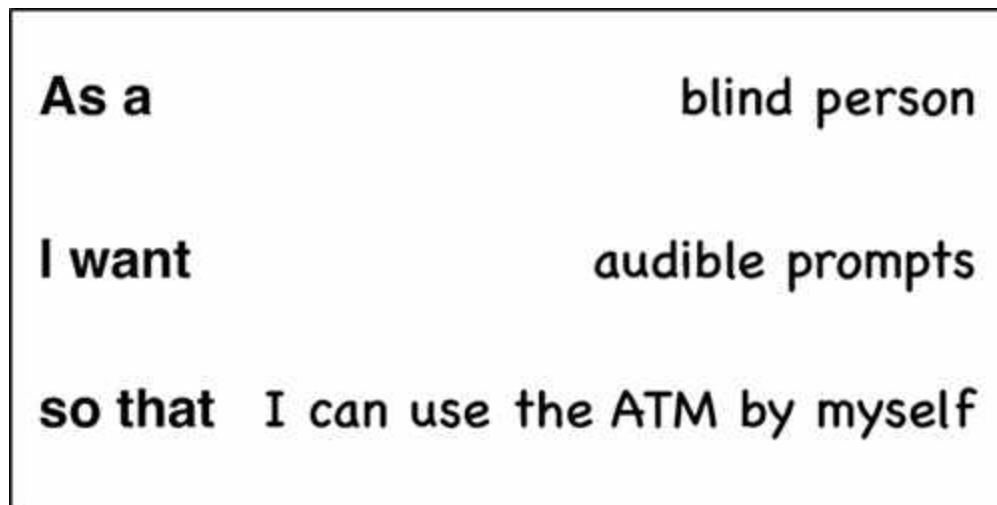 As a blind person
I want audible prompts
so that I can use the ATM by myself